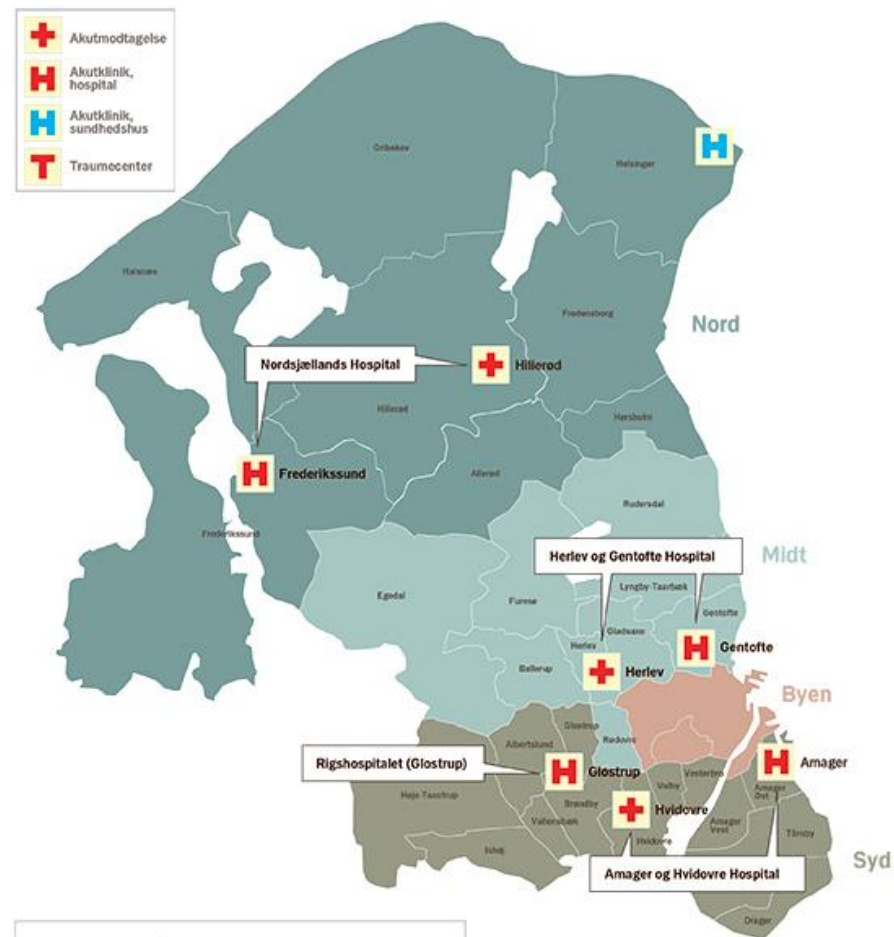 Akutmodtagelse
Akutklinik,
hospital
Akutklinik,
sundhedshus
Traumecenter
Gribskov
Helsingør
Halsnæs
Fredensborg
Nord
Nordsjællands Hospital
Hillerød
Hillerød
Hørsholm
Frederikssund
Allerød
Rudersdal
Frederikssund
Herlev og Gentofte Hospital
Midt
Egedal
Furesø
Lyngby-Taarbæk
Gentofte
Gladsaxe
Herlev
Gentofte
Ballerup
Herlev
Byen
Glostrup
Albertslund
Rødovre
Rigshospitalet (Glostrup)
Glostrup
Vesterbro
Amager
Valby
Amager
Øst
Høje-Taastrup
Brøndby
Hvidovre
Vallensbæk
Amager
Vest
Tårnby
Ishøj
Hvidovre
Syd
Amager og Hvidovre Hospital
Dragør